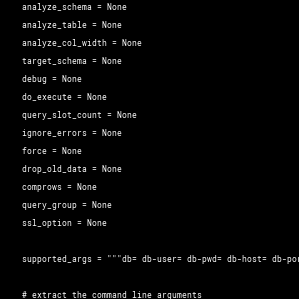 analyze_schema = None
analyze_table = None
analyze_col_width = None
target_schema = None
debug = None
do_execute = None
query_slot_count = None
ignore_errors = None
force = None
drop_old_data = None
comprows = None
query_group = None
ssl_option = None
supported_args = """db= db-user= db-pwd= db-host= db-por
# extract the command line arguments